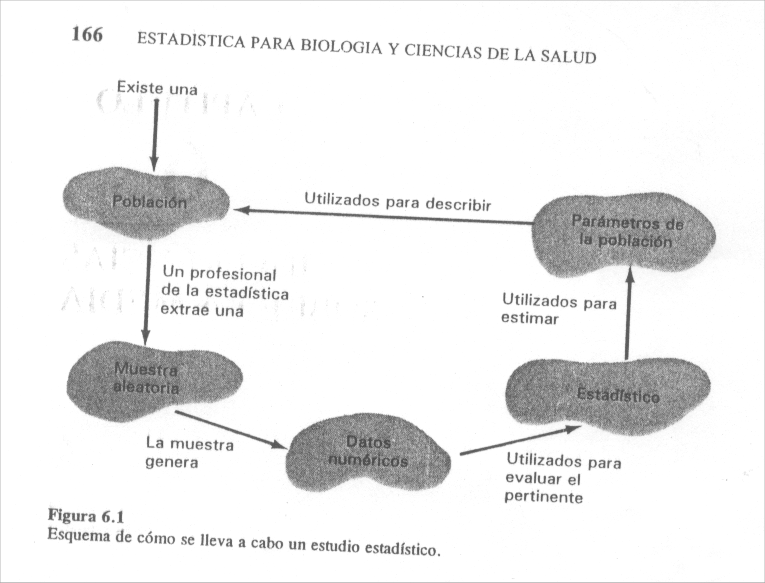 166 ESTADISTICA PARA BIOLOGIA Y CIENCIAS DE LA SALUD
Existe una
Población
Utilizados para describir
Parámetros de
la población
Un profesional
de la estadística
extrae una
Utilizados para
estimar
Muestra
aleatoria
Estadístico
La muestra
genera
Datos
numéricos
Utilizados para
evaluar el
pertinente
Figura 6.1
Esquema de cómo se lleva a cabo un estudio estadístico.